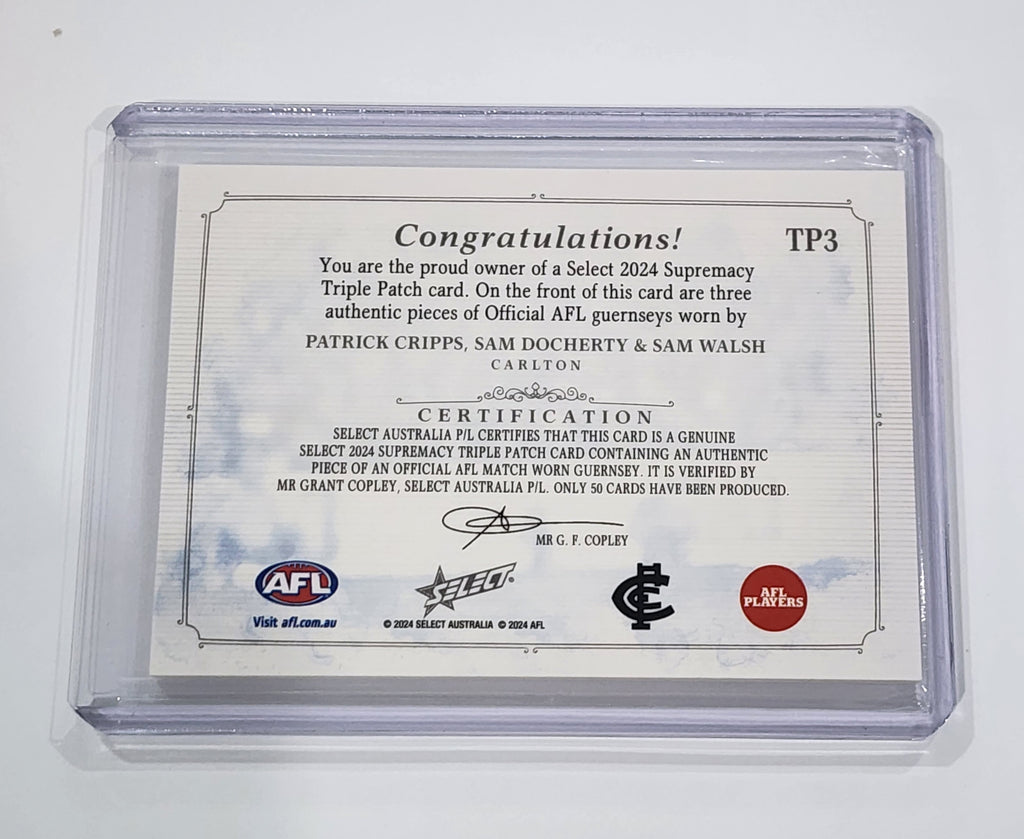 Congratulations!
TP3
You are the proud owner of a Select 2024 Supremacy
Triple Patch card. On the front of this card are three
authentic pieces of Official AFL guernseys worn by
PATRICK CRIPPS, SAM DOCHERTY & SAM WALSH
CARLTON
CERTIFICATION
SELECT AUSTRALIA P/L CERTIFIES THAT THIS CARD IS A GENUINE
SELECT 2024 SUPREMACY TRIPLE PATCH CARD CONTAINING AN AUTHENTIC
PIECE OF AN OFFICIAL AFL MATCH WORN GUERNSEY. IT IS VERIFIED BY
MR GRANT COPLEY, SELECT AUSTRALIA P/L. ONLY 50 CARDS HAVE BEEN PRODUCED.
MR G. F. COPLEY
AFL
Visit afl.com.au
SELECT
© 2024 SELECT AUSTRALIA © 2024 AFL
CFC
AFL
PLAYERS